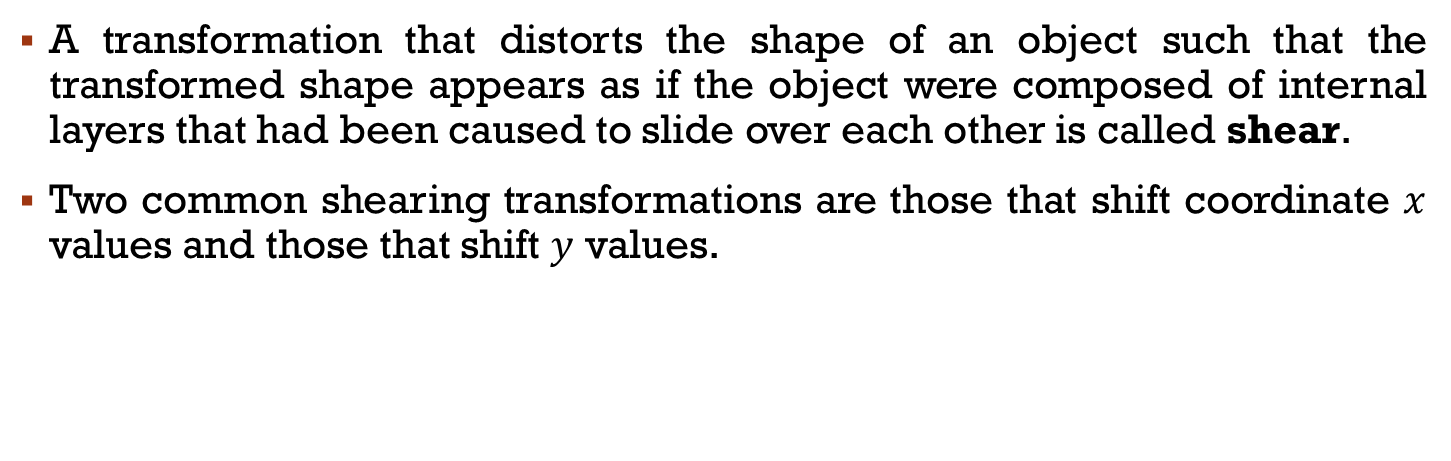 ▪ A transformation that distorts the shape of an object such that the
transformed shape appears as if the object were composed of internal
layers that had been caused to slide over each other is called shear.
▪ Two common shearing transformations are those that shift coordinate x
values and those that shift y values.